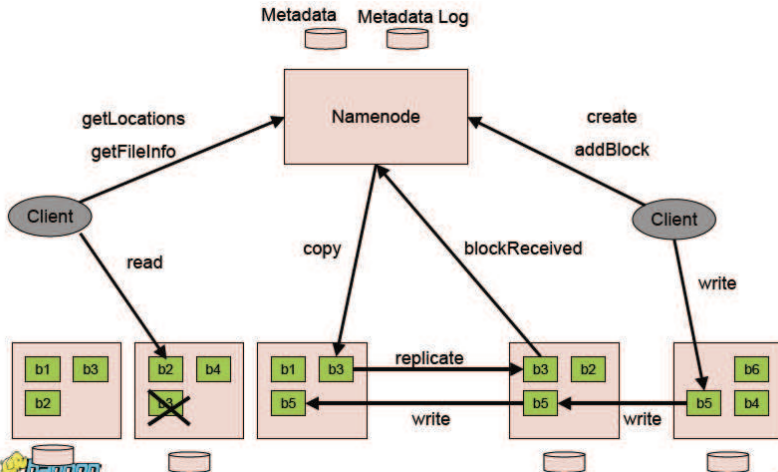 Metadata
Metadata Log
Namenode
getLocations
getFileInfo
create
addBlock
Client
Client
read
copy
blockReceived
write
b1 b3
b2
b2 b4
b3
b1 b3
b5
replicate
write
b3 b2
b5
write
b6
b5 b4